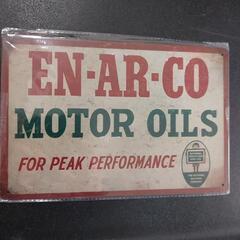 EN-AR-CO
MOTOR OILS
FOR PEAK PERFORMANCE